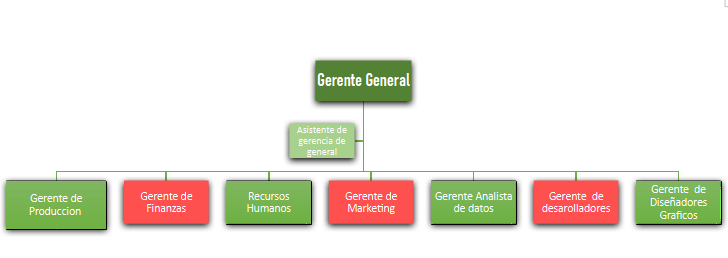 Gerente General
Asistente de
gerencia de
general
Gerente de
Produccion
Gerente de
Finanzas
Recursos
Humanos
Gerente de
Marketing
Gerente Analista
de datos
Gerente de
desarolladores
Gerente de
Diseñadores
Graficos